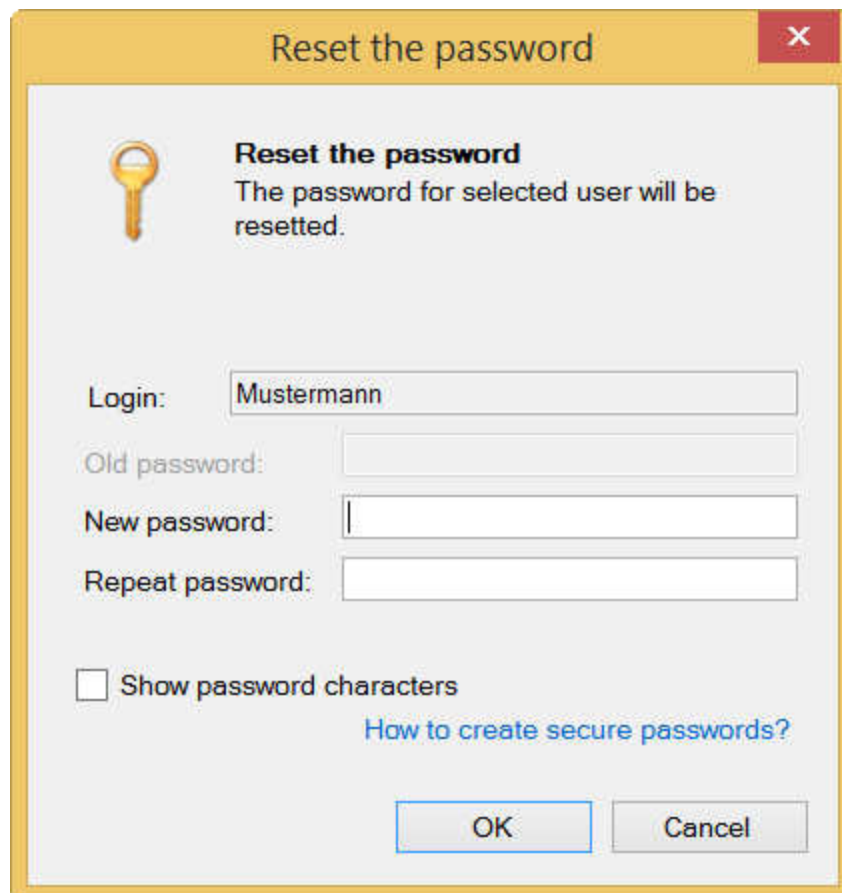 Reset the password
Reset the password
The password for selected user will be
resetted.
Login: Mustermann
Old password:
New password:
Repeat password:
Show password characters
How to create secure passwords?
OK Cancel